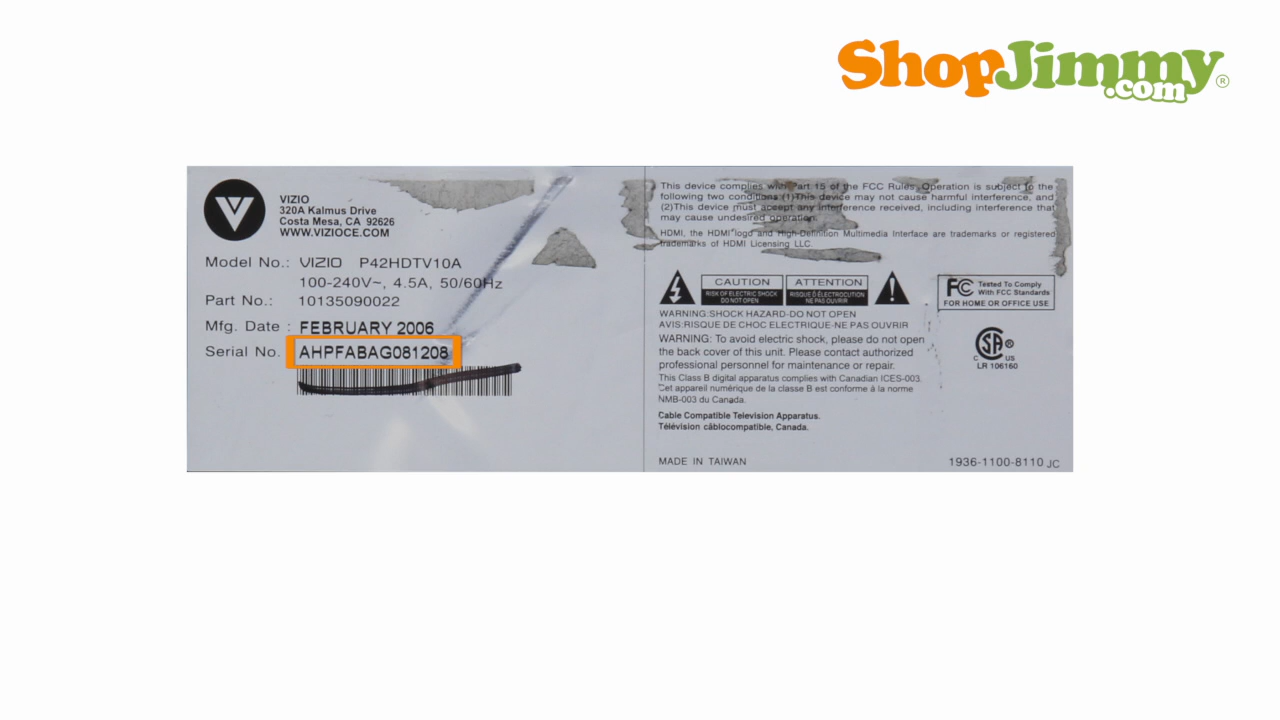 ShopJimmy.com®
VIZIO
320A Kalmus Drive
Costa Mesa, CA 92626
WWW.VIZIOCE.COM
Model No.: VIZIO P42HDTV10A
100-240V~, 4.5A, 50/60Hz
Part No.: 10135090022
Mfg. Date : FEBRUARY 2006
Serial No. AHPFABAG081208
This device complies with Part 15 of the FCC Rules. Operation is subject to the
following two conditions:(1)This device may not cause harmful interference, and
(2)This device must accept any interference received, including interference that
may cause undesired operation.
HDMI, the HDMI logo and High-Definition Multimedia Interface are trademarks or registered
trademarks of HDMI Licensing LLC.
CAUTION
RISK OF ELECTRIC SHOCK
DO NOT OPEN
ATTENTION
RISQUE D ÉLECTROCUTION
NE PAS OUVRIR
FC Tested To Comply
With FCC Standards
FOR HOME OR OFFICE USE
WARNING:SHOCK HAZARD-DO NOT OPEN
AVIS:RISQUE DE CHOC ELECTRIQUE-NE PAS OUVRIR
WARNING: To avoid electric shock, please do not open
the back cover of this unit. Please contact authorized
professional personnel for maintenance or repair.
This Class B digital apparatus complies with Canadian ICES-003.
Cet appareil numérique de la classe B est conforme á la norme
NMB-003 du Canada.
Cable Compatible Television Apparatus.
Télévision câblocompatible, Canada.
SA ®
C US
LR 106160
MADE IN TAIWAN
1936-1100-8110 JC